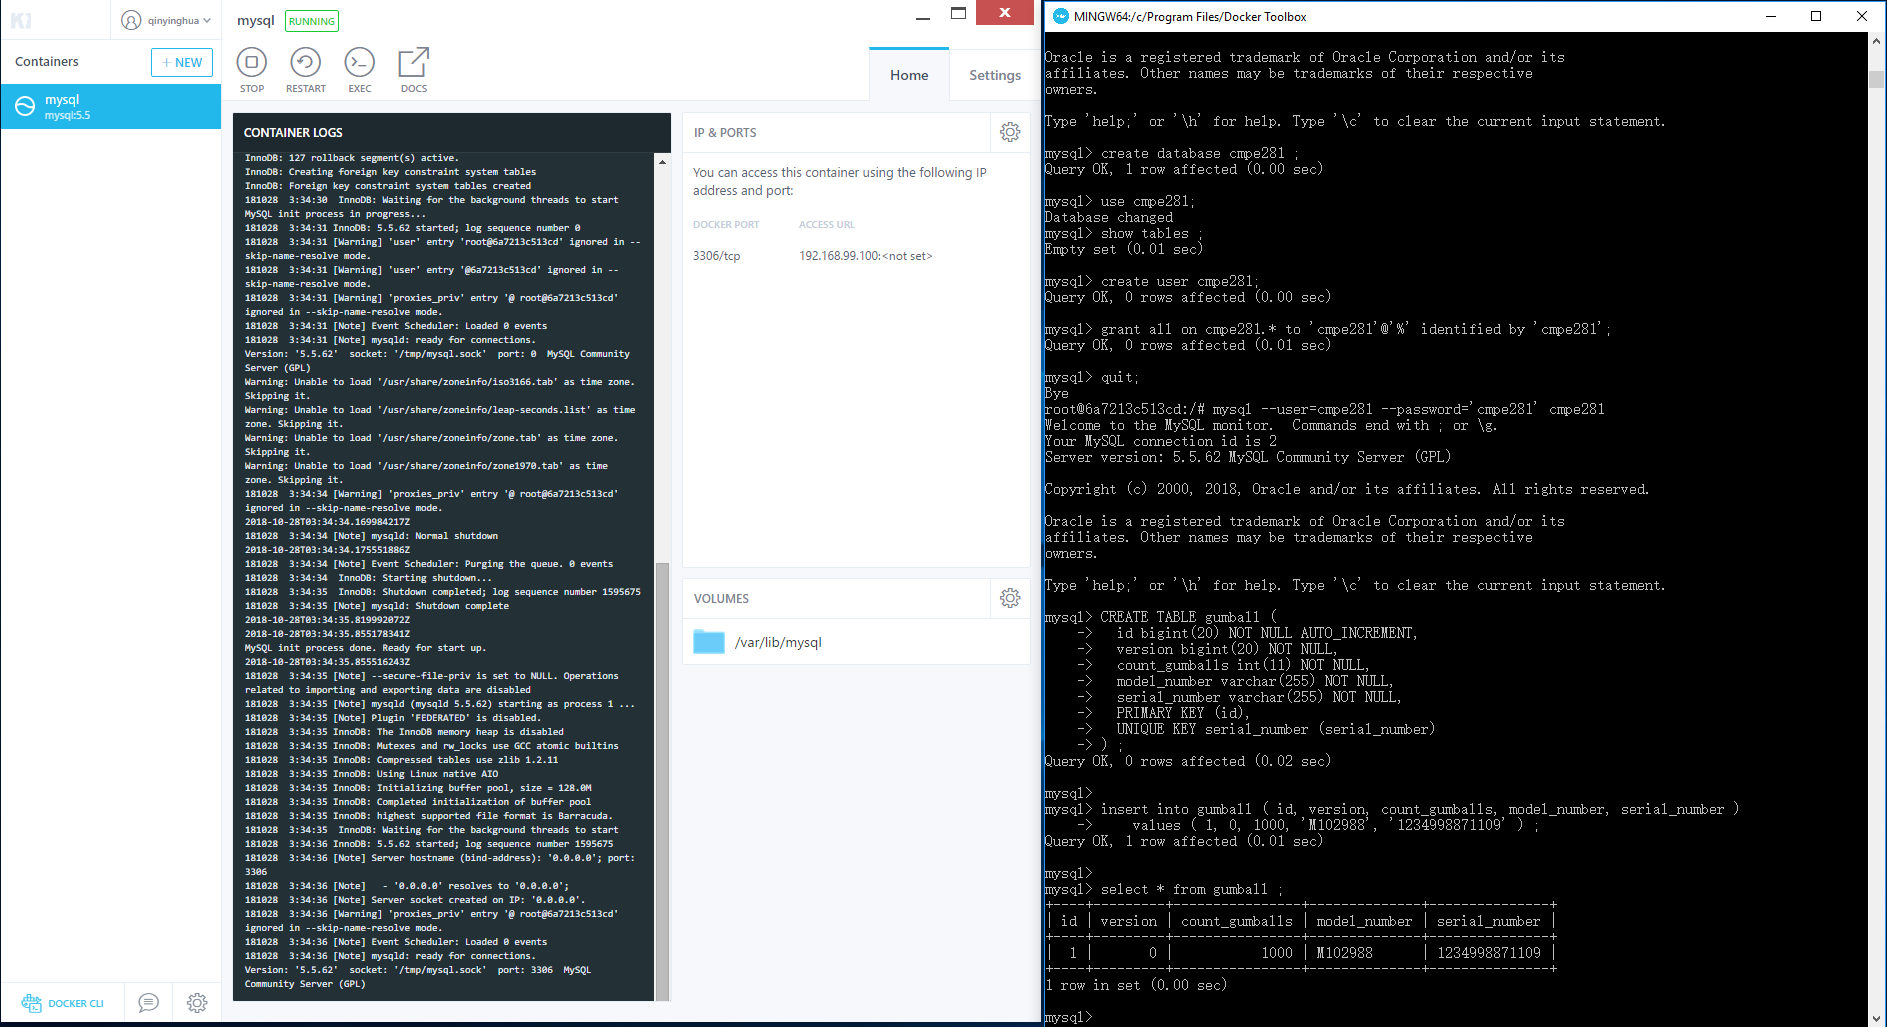 qinyinghua
Containers
+ NEW
mysql
mysql:5.5
DOCKER CLI
mysql RUNNING
STOP RESTART EXEC DOCS
Home Settings
CONTAINER LOGS
InnoDB: 127 rollback segment(s) active.
InnoDB: Creating foreign key constraint system tables
InnoDB: Foreign key constraint system tables created
181028  3:34:30  InnoDB: Waiting for the background threads to start
MySQL init process in progress...
181028  3:34:31 InnoDB: 5.5.62 started; log sequence number 0
181028  3:34:31 [Warning] 'user' entry 'root@6a7213c513cd' ignored in --
skip-name-resolve mode.
181028  3:34:31 [Warning] 'user' entry '@6a7213c513cd' ignored in --
skip-name-resolve mode.
181028  3:34:31 [Warning] 'proxies_priv' entry '@ root@6a7213c513cd'
ignored in --skip-name-resolve mode.
181028  3:34:31 [Note] Event Scheduler: Loaded 0 events
181028  3:34:31 [Note] mysqld: ready for connections.
Version: '5.5.62'  socket: '/tmp/mysql.sock'  port: 0  MySQL Community
Server (GPL)
Warning: Unable to load '/usr/share/zoneinfo/iso3166.tab' as time zone.
Skipping it.
Warning: Unable to load '/usr/share/zoneinfo/leap-seconds.list' as time
zone. Skipping it.
Warning: Unable to load '/usr/share/zoneinfo/zone.tab' as time zone.
Skipping it.
Warning: Unable to load '/usr/share/zoneinfo/zone1970.tab' as time
zone. Skipping it.
181028  3:34:34 [Warning] 'proxies_priv' entry '@ root@6a7213c513cd'
ignored in --skip-name-resolve mode.
2018-10-28T03:34:34.169984217Z
181028  3:34:34 [Note] mysqld: Normal shutdown
2018-10-28T03:34:34.175551886Z
181028  3:34:34 [Note] Event Scheduler: Purging the queue. 0 events
181028  3:34:34  InnoDB: Starting shutdown...
181028  3:34:35  InnoDB: Shutdown completed; log sequence number 1595675
181028  3:34:35 [Note] mysqld: Shutdown complete
2018-10-28T03:34:35.819992072Z
2018-10-28T03:34:35.855178341Z
MySQL init process done. Ready for start up.
2018-10-28T03:34:35.855516243Z
181028  3:34:35 [Note] --secure-file-priv is set to NULL. Operations
related to importing and exporting data are disabled
181028  3:34:35 [Note] mysqld (mysqld 5.5.62) starting as process 1 ...
181028  3:34:35 [Note] Plugin 'FEDERATED' is disabled.
181028  3:34:35 InnoDB: The InnoDB memory heap is disabled
181028  3:34:35 InnoDB: Mutexes and rw_locks use GCC atomic builtins
181028  3:34:35 InnoDB: Compressed tables use zlib 1.2.11
181028  3:34:35 InnoDB: Using Linux native AIO
181028  3:34:35 InnoDB: Initializing buffer pool, size = 128.0M
181028  3:34:35 InnoDB: Completed initialization of buffer pool
181028  3:34:35 InnoDB: highest supported file format is Barracuda.
181028  3:34:35  InnoDB: Waiting for the background threads to start
181028  3:34:36 InnoDB: 5.5.62 started; log sequence number 1595675
181028  3:34:36 [Note] Server hostname (bind-address): '0.0.0.0'; port:
3306
181028  3:34:36 [Note]   - '0.0.0.0' resolves to '0.0.0.0';
181028  3:34:36 [Note] Server socket created on IP: '0.0.0.0'.
181028  3:34:36 [Warning] 'proxies_priv' entry '@ root@6a7213c513cd'
ignored in --skip-name-resolve mode.
181028  3:34:36 [Note] Event Scheduler: Loaded 0 events
181028  3:34:36 [Note] mysqld: ready for connections.
Version: '5.5.62'  socket: '/tmp/mysql.sock'  port: 3306  MySQL
Community Server (GPL)
IP & PORTS
You can access this container using the following IP
address and port:
DOCKER PORT ACCESS URL
3306/tcp 192.168.99.100:<not set>
VOLUMES
/var/lib/mysql
MINGW64:/c/Program Files/Docker Toolbox
Oracle is a registered trademark of Oracle Corporation and/or its
affiliates. Other names may be trademarks of their respective
owners.
Type 'help;' or '\h' for help. Type '\c' to clear the current input statement.
mysql> create database cmpe281 ;
Query OK, 1 row affected (0.00 sec)
mysql> use cmpe281;
Database changed
mysql> show tables ;
Empty set (0.01 sec)
mysql> create user cmpe281;
Query OK, 0 rows affected (0.00 sec)
mysql> grant all on cmpe281.* to 'cmpe281'@'%' identified by 'cmpe281';
Query OK, 0 rows affected (0.01 sec)
mysql> quit;
Bye
root@6a7213c513cd:/# mysql --user=cmpe281 --password='cmpe281' cmpe281
Welcome to the MySQL monitor.  Commands end with ; or \g.
Your MySQL connection id is 2
Server version: 5.5.62 MySQL Community Server (GPL)
Copyright (c) 2000, 2018, Oracle and/or its affiliates. All rights reserved.
Oracle is a registered trademark of Oracle Corporation and/or its
affiliates. Other names may be trademarks of their respective
owners.
Type 'help;' or '\h' for help. Type '\c' to clear the current input statement.
mysql> CREATE TABLE gumball (
    ->   id bigint(20) NOT NULL AUTO_INCREMENT,
    ->   version bigint(20) NOT NULL,
    ->   count_gumballs int(11) NOT NULL,
    ->   model_number varchar(255) NOT NULL,
    ->   serial_number varchar(255) NOT NULL,
    ->   PRIMARY KEY (id),
    ->   UNIQUE KEY serial_number (serial_number)
    -> ) ;
Query OK, 0 rows affected (0.02 sec)
mysql>
mysql> insert into gumball ( id, version, count_gumballs, model_number, serial_number )
    ->     values ( 1, 0, 1000, 'M102988', '1234998871109' ) ;
Query OK, 1 row affected (0.01 sec)
mysql>
mysql> select * from gumball ;
+----+---------+----------------+--------------+---------------+
| id | version | count_gumballs | model_number | serial_number |
+----+---------+----------------+--------------+---------------+
|  1 |       0 |           1000 | M102988      | 1234998871109 |
+----+---------+----------------+--------------+---------------+
1 row in set (0.00 sec)
mysql>